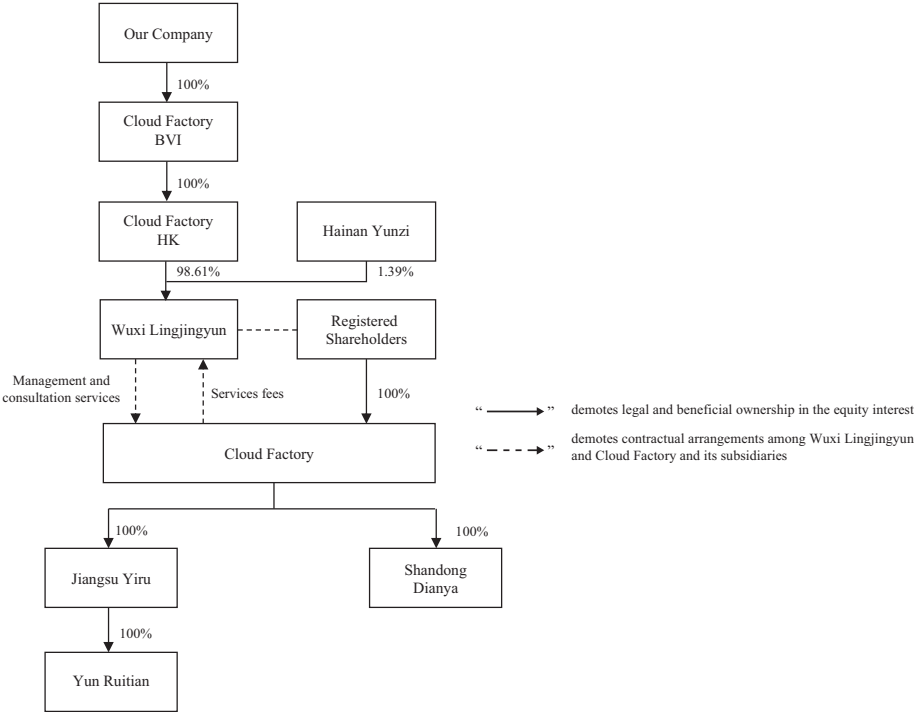 Our Company
100%
Cloud Factory
BVI
100%
Cloud Factory
HK
Hainan Yunzi
98.61%
1.39%
Wuxi Lingjingyun
Registered
Shareholders
Management and
consultation services
Services fees
100%
“ ” demotes legal and beneficial ownership in the equity interest
“ ” demotes contractual arrangements among Wuxi Lingjingyun
and Cloud Factory and its subsidiaries
Cloud Factory
100%
100%
Jiangsu Yiru
Shandong
Dianya
100%
Yun Ruitian